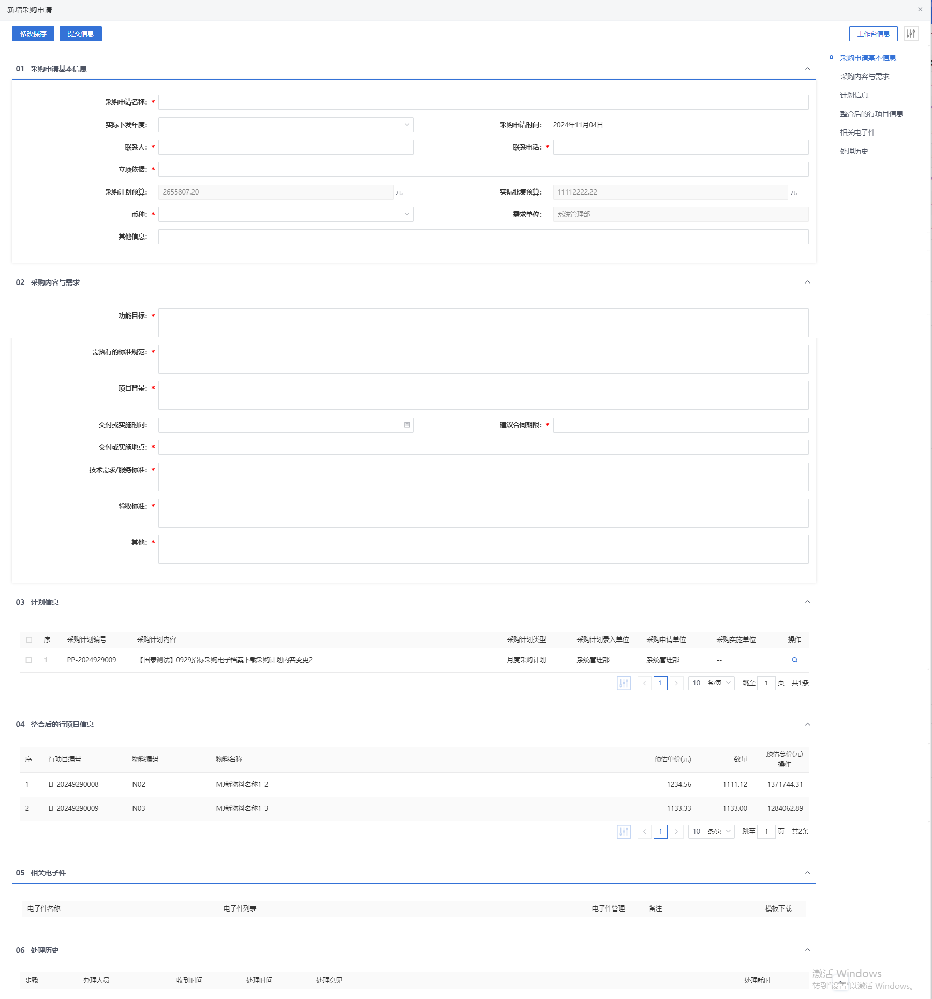 新增采购申请
修改保存 提交信息 工作台信息
采购申请基本信息
采购内容与需求
计划信息
整合后的行项目信息
相关电子件
处理历史
01 采购申请基本信息
采购申请名称: *
实际下发年度: 采购申请时间: 2024年11月04日
联系人: * 联系电话: *
立项依据: *
采购计划预算: 2655807.20 元 实际批复预算: 11112222.22 元
币种: * 需求单位: 系统管理部
其他信息:
02 采购内容与需求
功能目标: *
需执行的标准规范: *
项目背景: *
交付或实施时间: 建议合同期限: *
交付或实施地点: *
技术需求/服务标准: *
验收标准: *
其他: *
03 计划信息
序 采购计划编号 采购计划内容 采购计划类型 采购计划录入单位 采购申请单位 采购实施单位 操作
1 PP-2024929009 【国泰测试】0929招标采购电子档案下载采购计划内容变更2 月度采购计划 系统管理部 系统管理部 --
1 10 条/页 跳至 1 页 共1条
04 整合后的行项目信息
序 行项目编号 物料编码 物料名称 预估单价(元) 数量 预估总价(元)
操作
1 LI-20249290008 N02 MJ新物料名称1-2 1234.56 1111.12 1371744.31
2 LI-20249290009 N03 MJ新物料名称1-3 1133.33 1133.00 1284062.89
1 10 条/页 跳至 1 页 共2条
05 相关电子件
电子件名称 电子件列表 电子件管理 备注 模板下载
06 处理历史
步骤 办理人员 收到时间 处理时间 处理意见 处理耗时
激活 Windows
转到"设置"以激活 Windows。